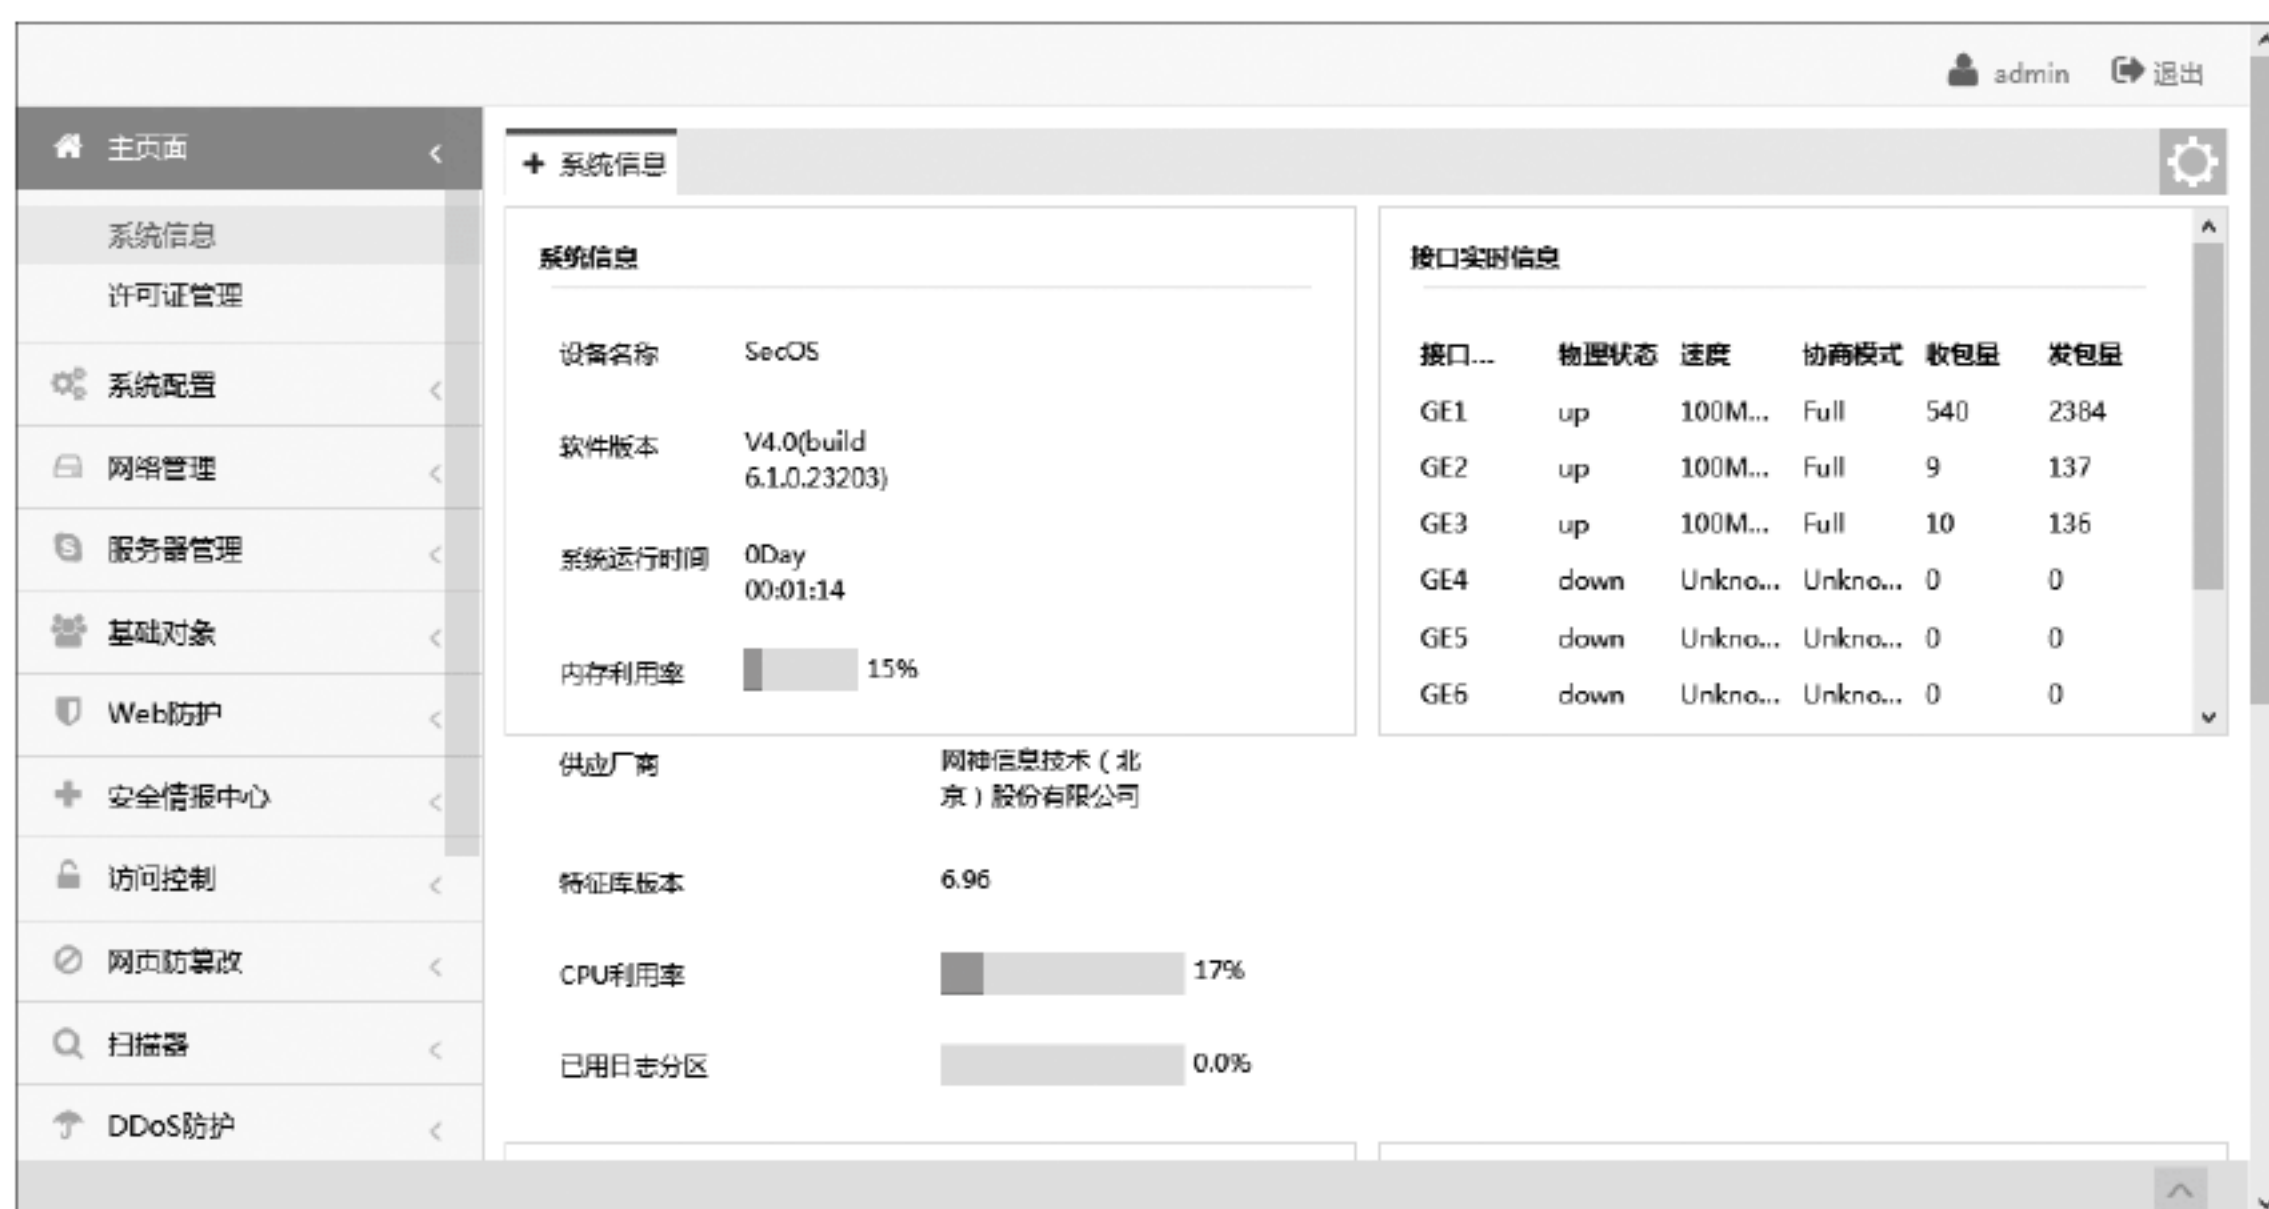 admin 退出
主页面
系统信息
许可证管理
系统配置
网络管理
服务器管理
基础对象
Web防护
安全情报中心
访问控制
网页防篡改
扫描器
DDoS防护
系统信息
系统信息
设备名称 SecOS
软件版本 V4.0(build
6.1.0.23203)
系统运行时间 0Day
00:01:14
内存利用率 15%
供应厂商 网神信息技术（北
京）股份有限公司
特征库版本 6.96
CPU利用率 17%
已用日志分区 0.0%
接口实时信息
接口... 物理状态 速度 协商模式 收包量 发包量
GE1 up 100M... Full 540 2384
GE2 up 100M... Full 9 137
GE3 up 100M... Full 10 136
GE4 down Unkno... Unkno... 0 0
GE5 down Unkno... Unkno... 0 0
GE6 down Unkno... Unkno... 0 0